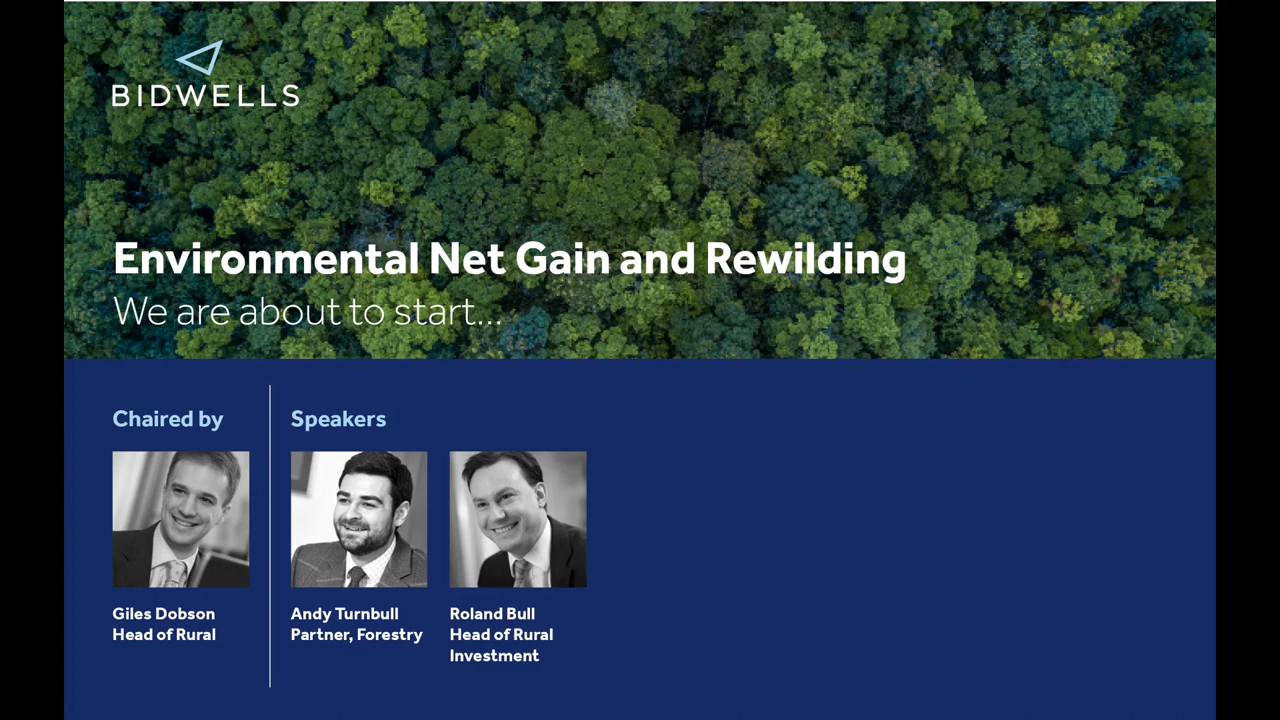 BIDWELLS
Environmental Net Gain and Rewilding
We are about to start...
Chaired by
Giles Dobson
Head of Rural
Speakers
Andy Turnbull
Partner, Forestry
Roland Bull
Head of Rural
Investment